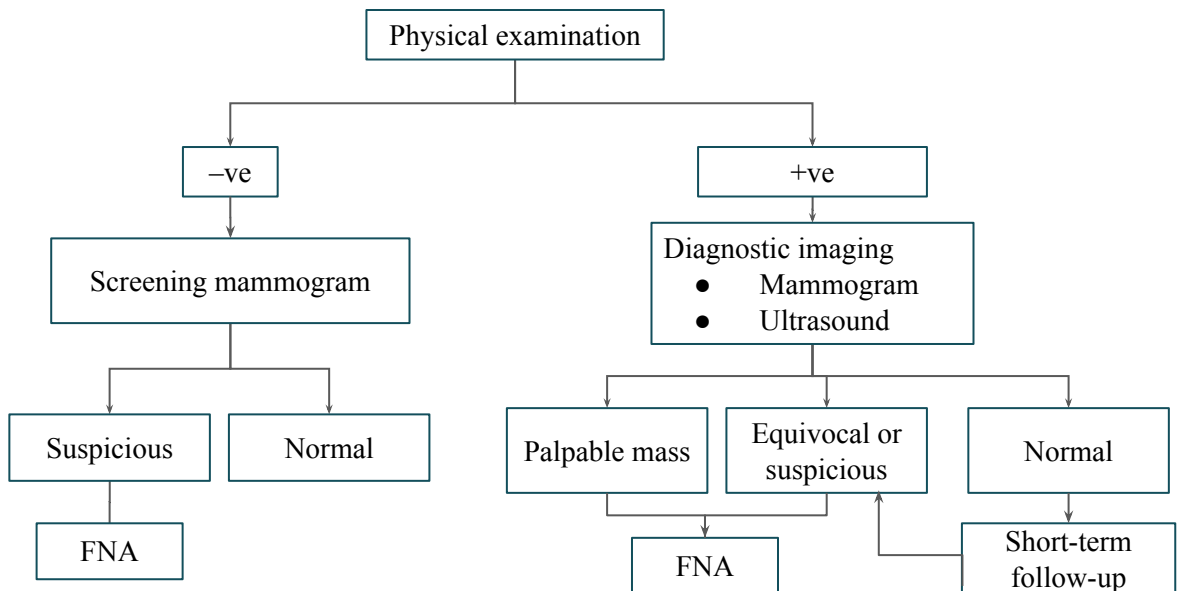 Physical examination
–ve
+ve
Screening mammogram
Diagnostic imaging
● Mammogram
● Ultrasound
Suspicious
Normal
Palpable mass
Equivocal or
suspicious
Normal
FNA
FNA
Short-term
follow-up